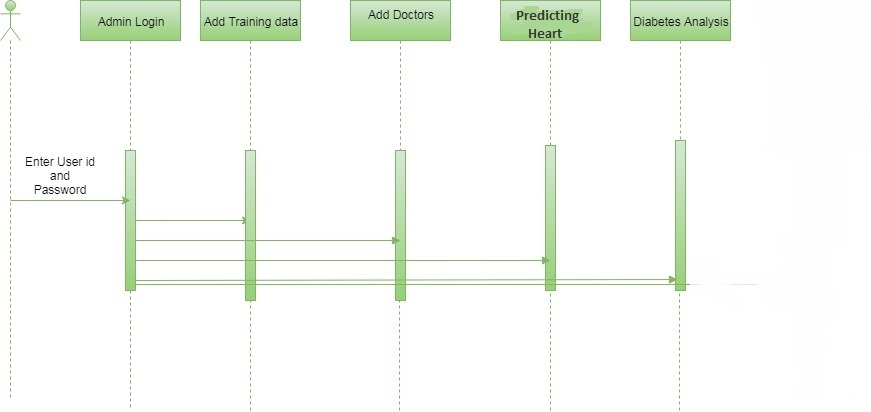 Admin Login
Add Training data
Add Doctors
Predicting
Heart
Diabetes Analysis
Enter User id
and
Password